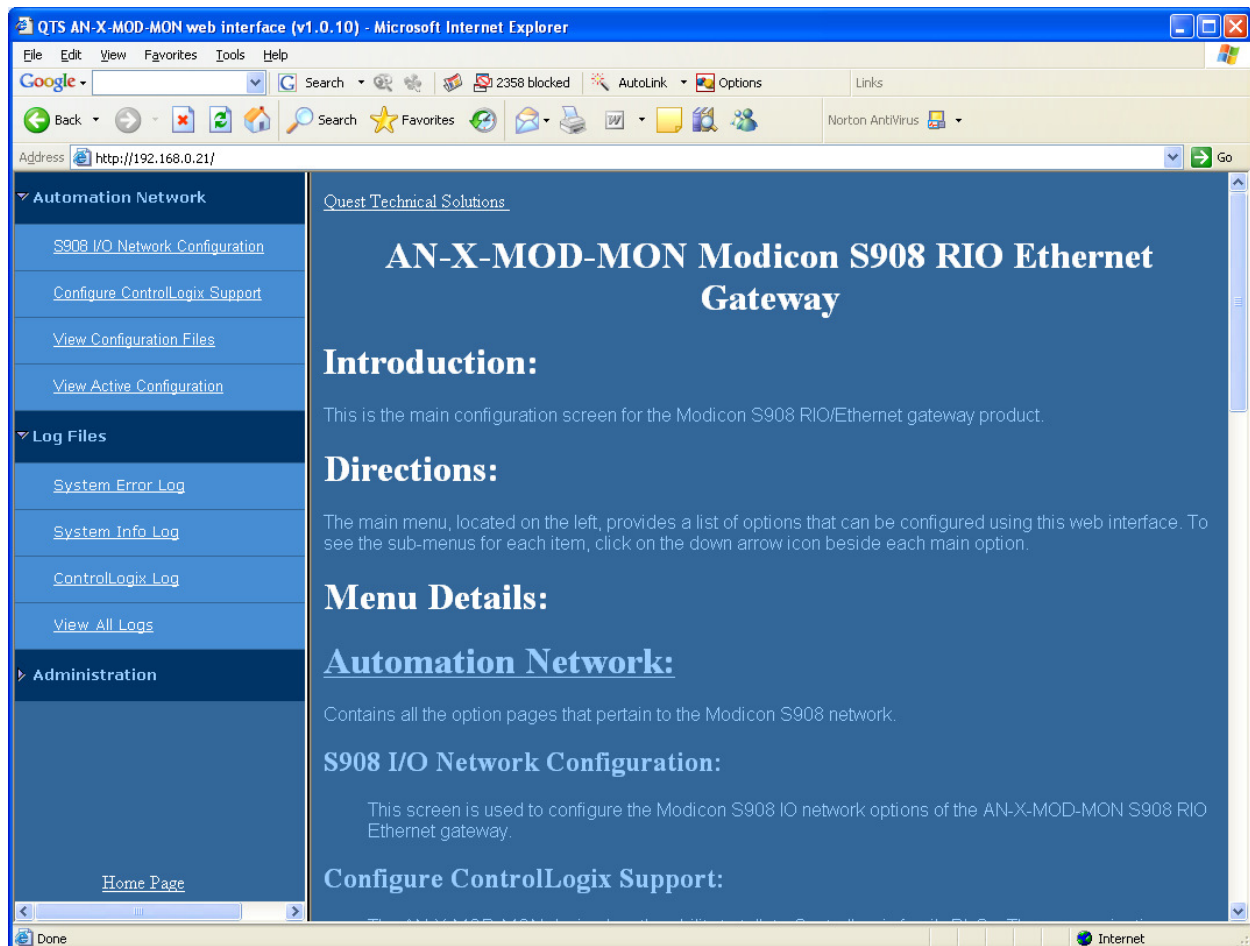 QTS AN-X-MOD-MON web interface (v1.0.10) - Microsoft Internet Explorer
File Edit View Favorites Tools Help
Google Search 2358 blocked AutoLink Options Links
Back Search Favorites Norton AntiVirus
Address http://192.168.0.21/ Go
Automation Network
S908 I/O Network Configuration
Configure ControlLogix Support
View Configuration Files
View Active Configuration
Log Files
System Error Log
System Info Log
ControlLogix Log
View All Logs
Administration
Home Page
Quest Technical Solutions
AN-X-MOD-MON Modicon S908 RIO Ethernet
Gateway
Introduction:
This is the main configuration screen for the Modicon S908 RIO/Ethernet gateway product.
Directions:
The main menu, located on the left, provides a list of options that can be configured using this web interface. To
see the sub-menus for each item, click on the down arrow icon beside each main option.
Menu Details:
Automation Network:
Contains all the option pages that pertain to the Modicon S908 network.
S908 I/O Network Configuration:
This screen is used to configure the Modicon S908 IO network options of the AN-X-MOD-MON S908 RIO
Ethernet gateway.
Configure ControlLogix Support:
Done Internet